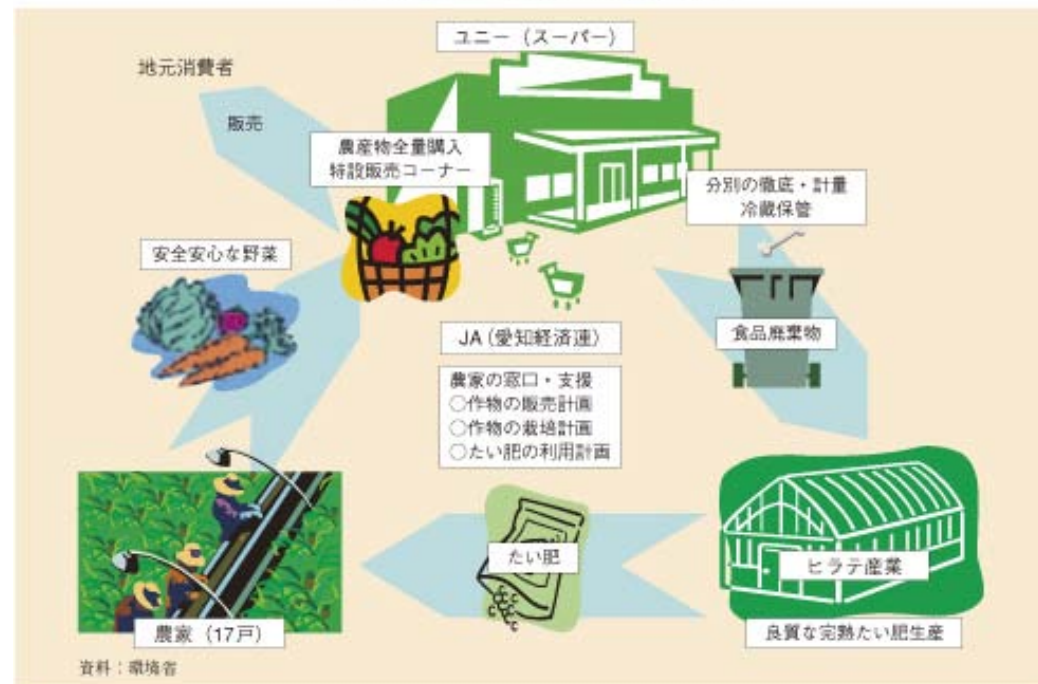 ユニー（スーパー）
地元消費者
販売
農産物全量購入
特設販売コーナー
分別の徹底・計量
冷蔵保管
安全安心な野菜
食品廃棄物
JA（愛知経済連）
農家の窓口・支援
○作物の販売計画
○作物の栽培計画
○たい肥の利用計画
たい肥
ヒラテ産業
農家（17戸）
良質な完熟たい肥生産
資料：環境省